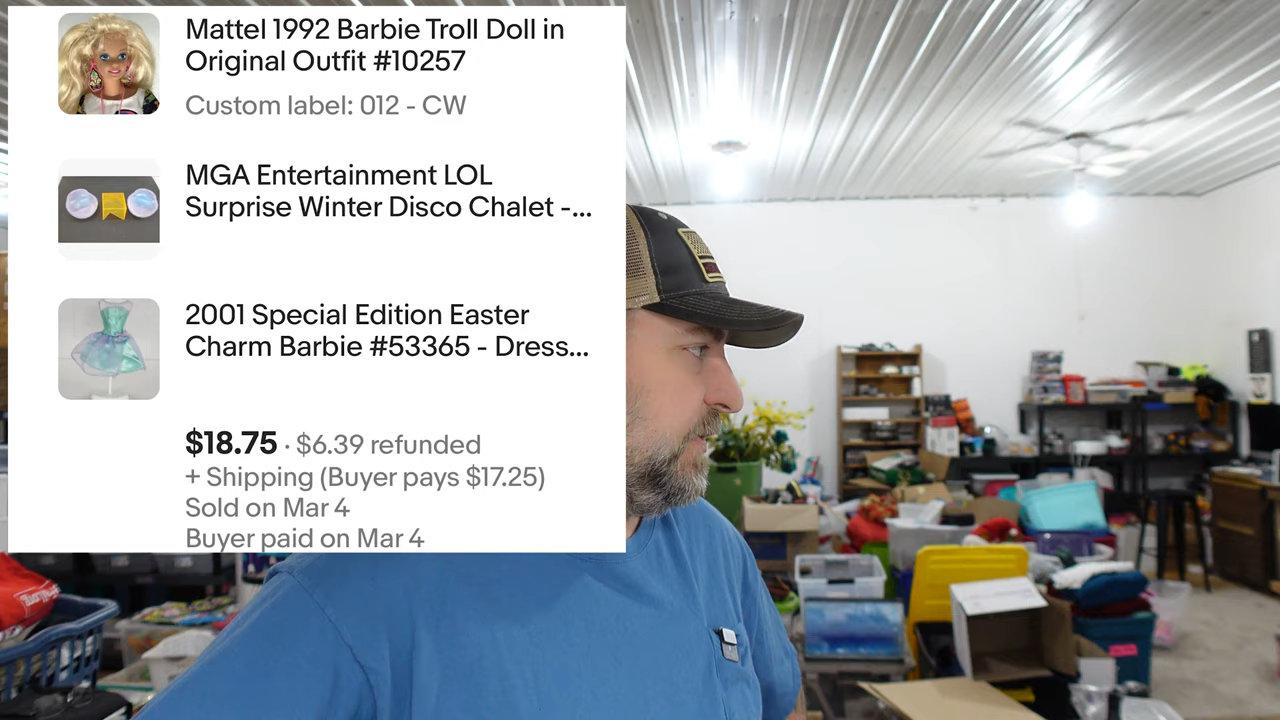 Mattel 1992 Barbie Troll Doll in
Original Outfit #10257
Custom label: 012 - CW
MGA Entertainment LOL
Surprise Winter Disco Chalet -...
2001 Special Edition Easter
Charm Barbie #53365 - Dress...
$18.75 · $6.39 refunded
+ Shipping (Buyer pays $17.25)
Sold on Mar 4
Buyer paid on Mar 4